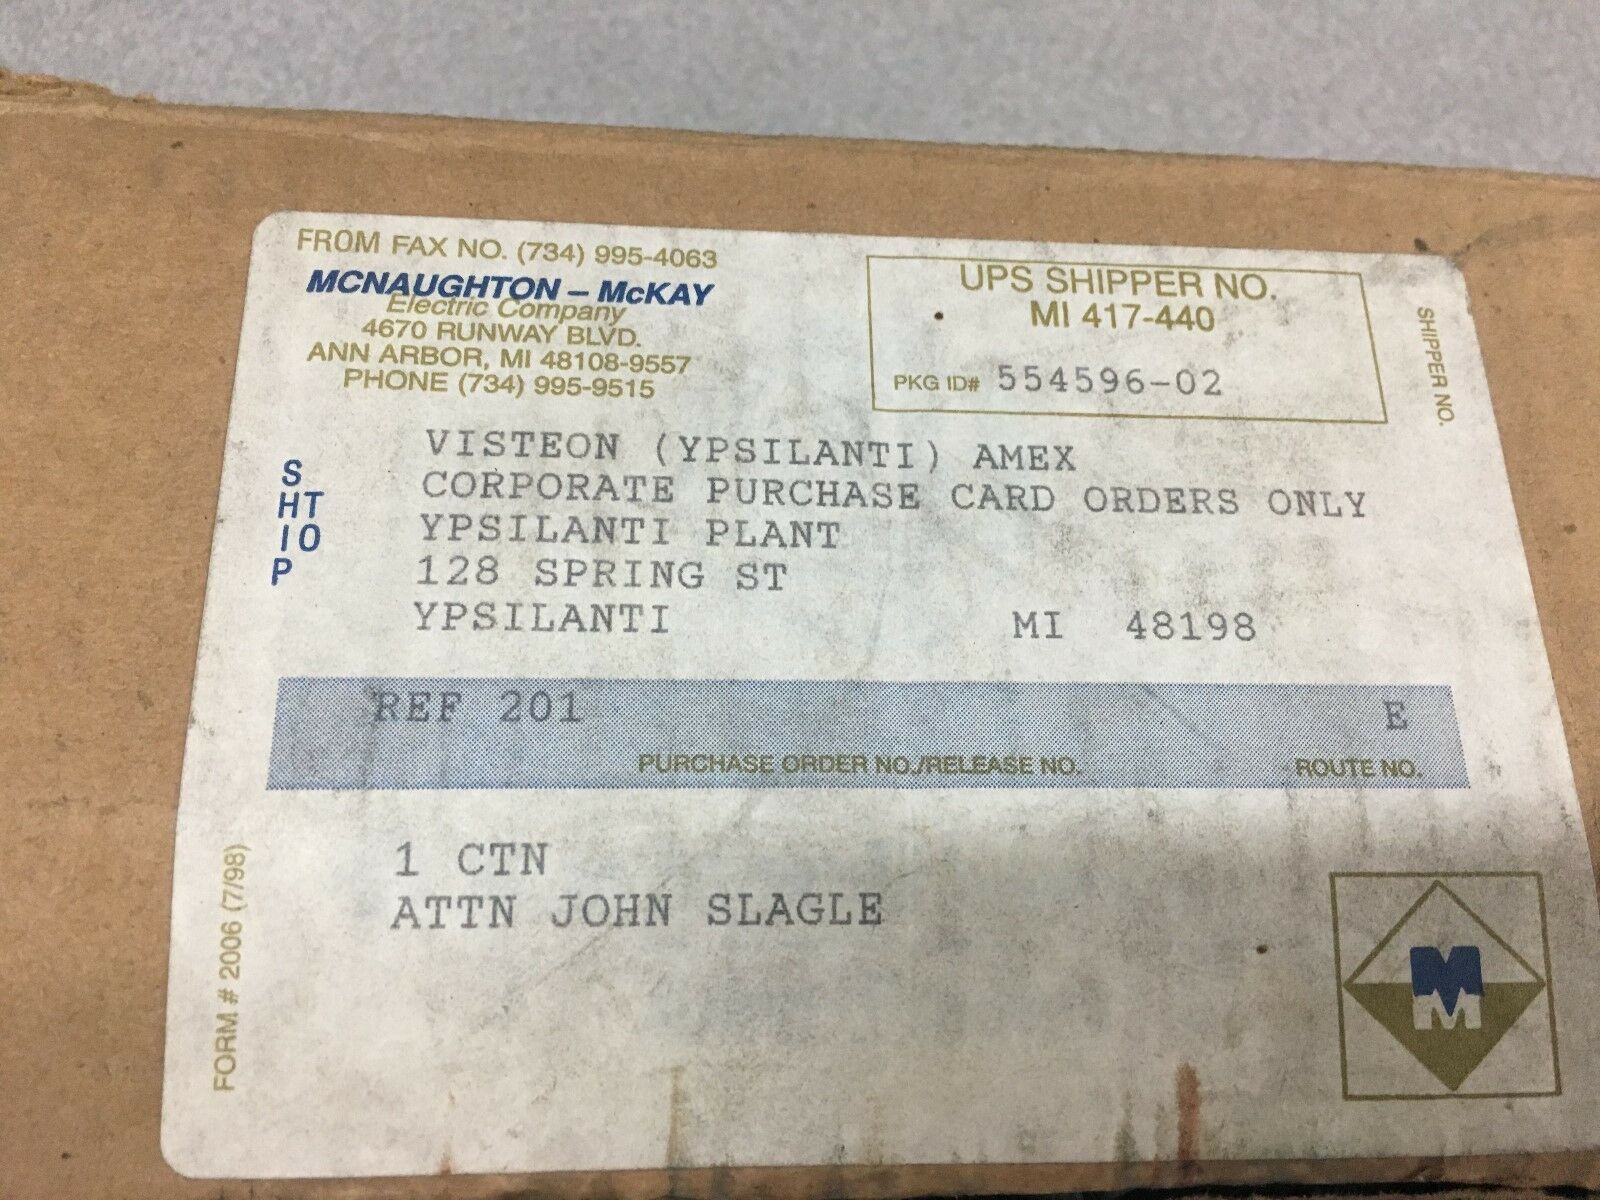 FROM FAX NO. (734) 995-4063
MCNAUGHTON – McKAY
Electric Company
4670 RUNWAY BLVD.
ANN ARBOR, MI 48108-9557
PHONE (734) 995-9515
UPS SHIPPER NO.
MI 417-440
PKG ID# 554596-02
SHIPPER NO.
SHIP TO
VISTEON (YPSILANTI) AMEX
CORPORATE PURCHASE CARD ORDERS ONLY
YPSILANTI PLANT
128 SPRING ST
YPSILANTI MI 48198
REF 201 E
PURCHASE ORDER NO./RELEASE NO. ROUTE NO.
1 CTN
ATTN JOHN SLAGLE
FORM # 2006 (7/98)
M
M